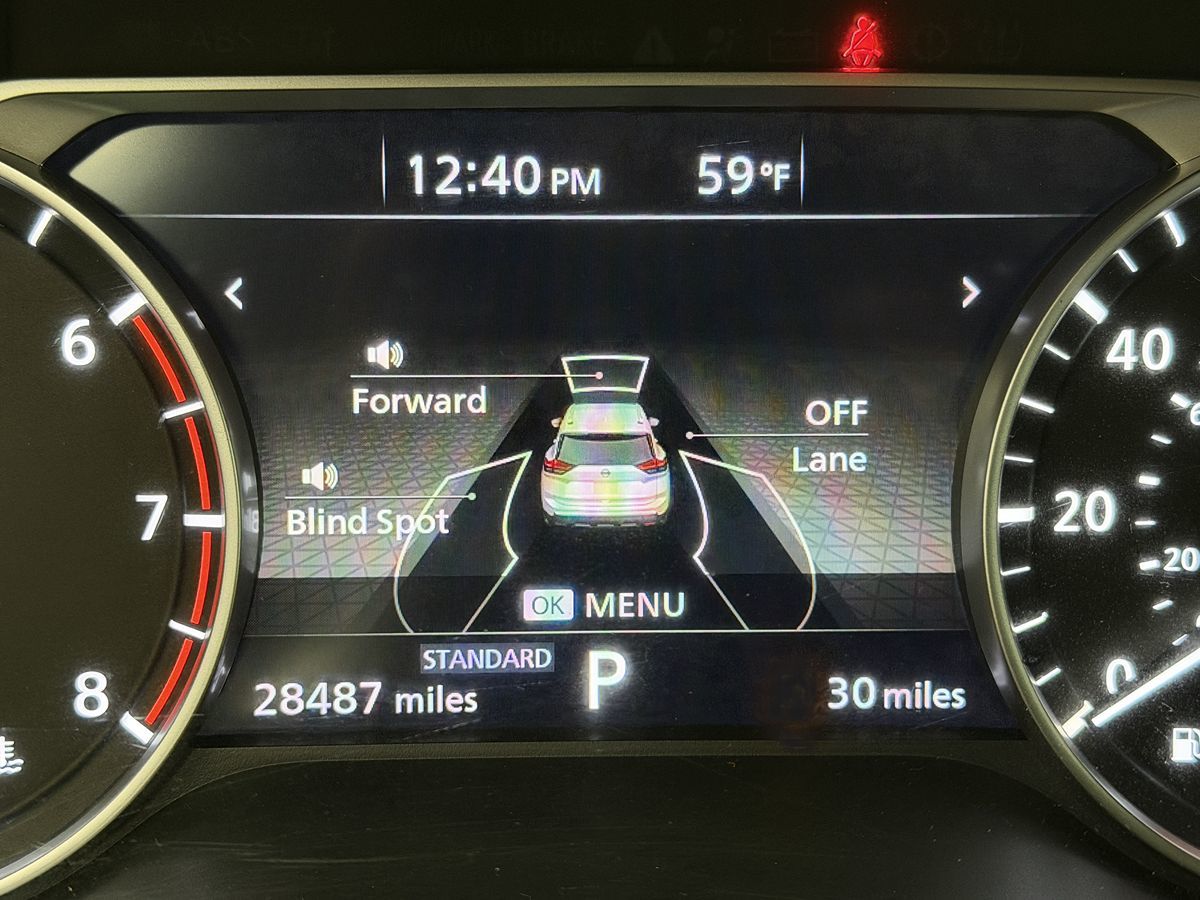 12:40 PM 59 °F
< >
6
40
Forward
OFF
Lane
7
20
Blind Spot
20
OK MENU
STANDARD
8
0
28487 miles
P
30 miles